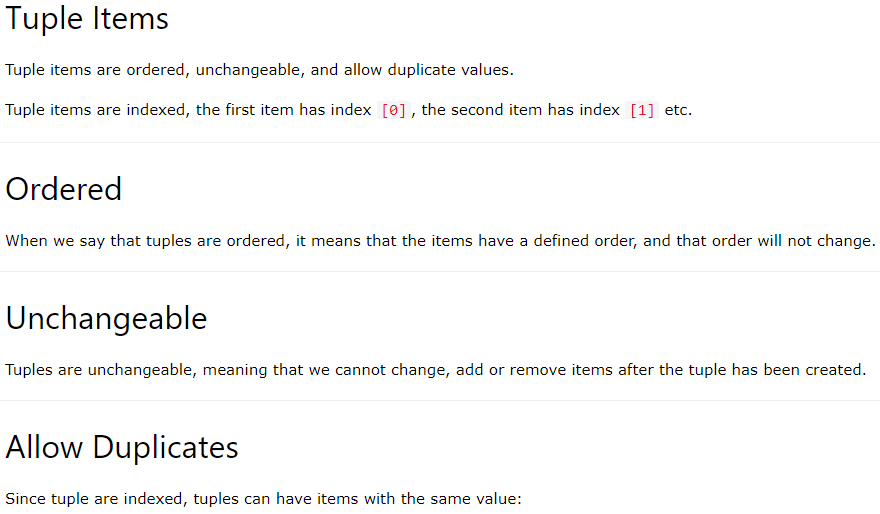 Tuple Items
Tuple items are ordered, unchangeable, and allow duplicate values.
Tuple items are indexed, the first item has index [0], the second item has index [1] etc.
Ordered
When we say that tuples are ordered, it means that the items have a defined order, and that order will not change.
Unchangeable
Tuples are unchangeable, meaning that we cannot change, add or remove items after the tuple has been created.
Allow Duplicates
Since tuple are indexed, tuples can have items with the same value: